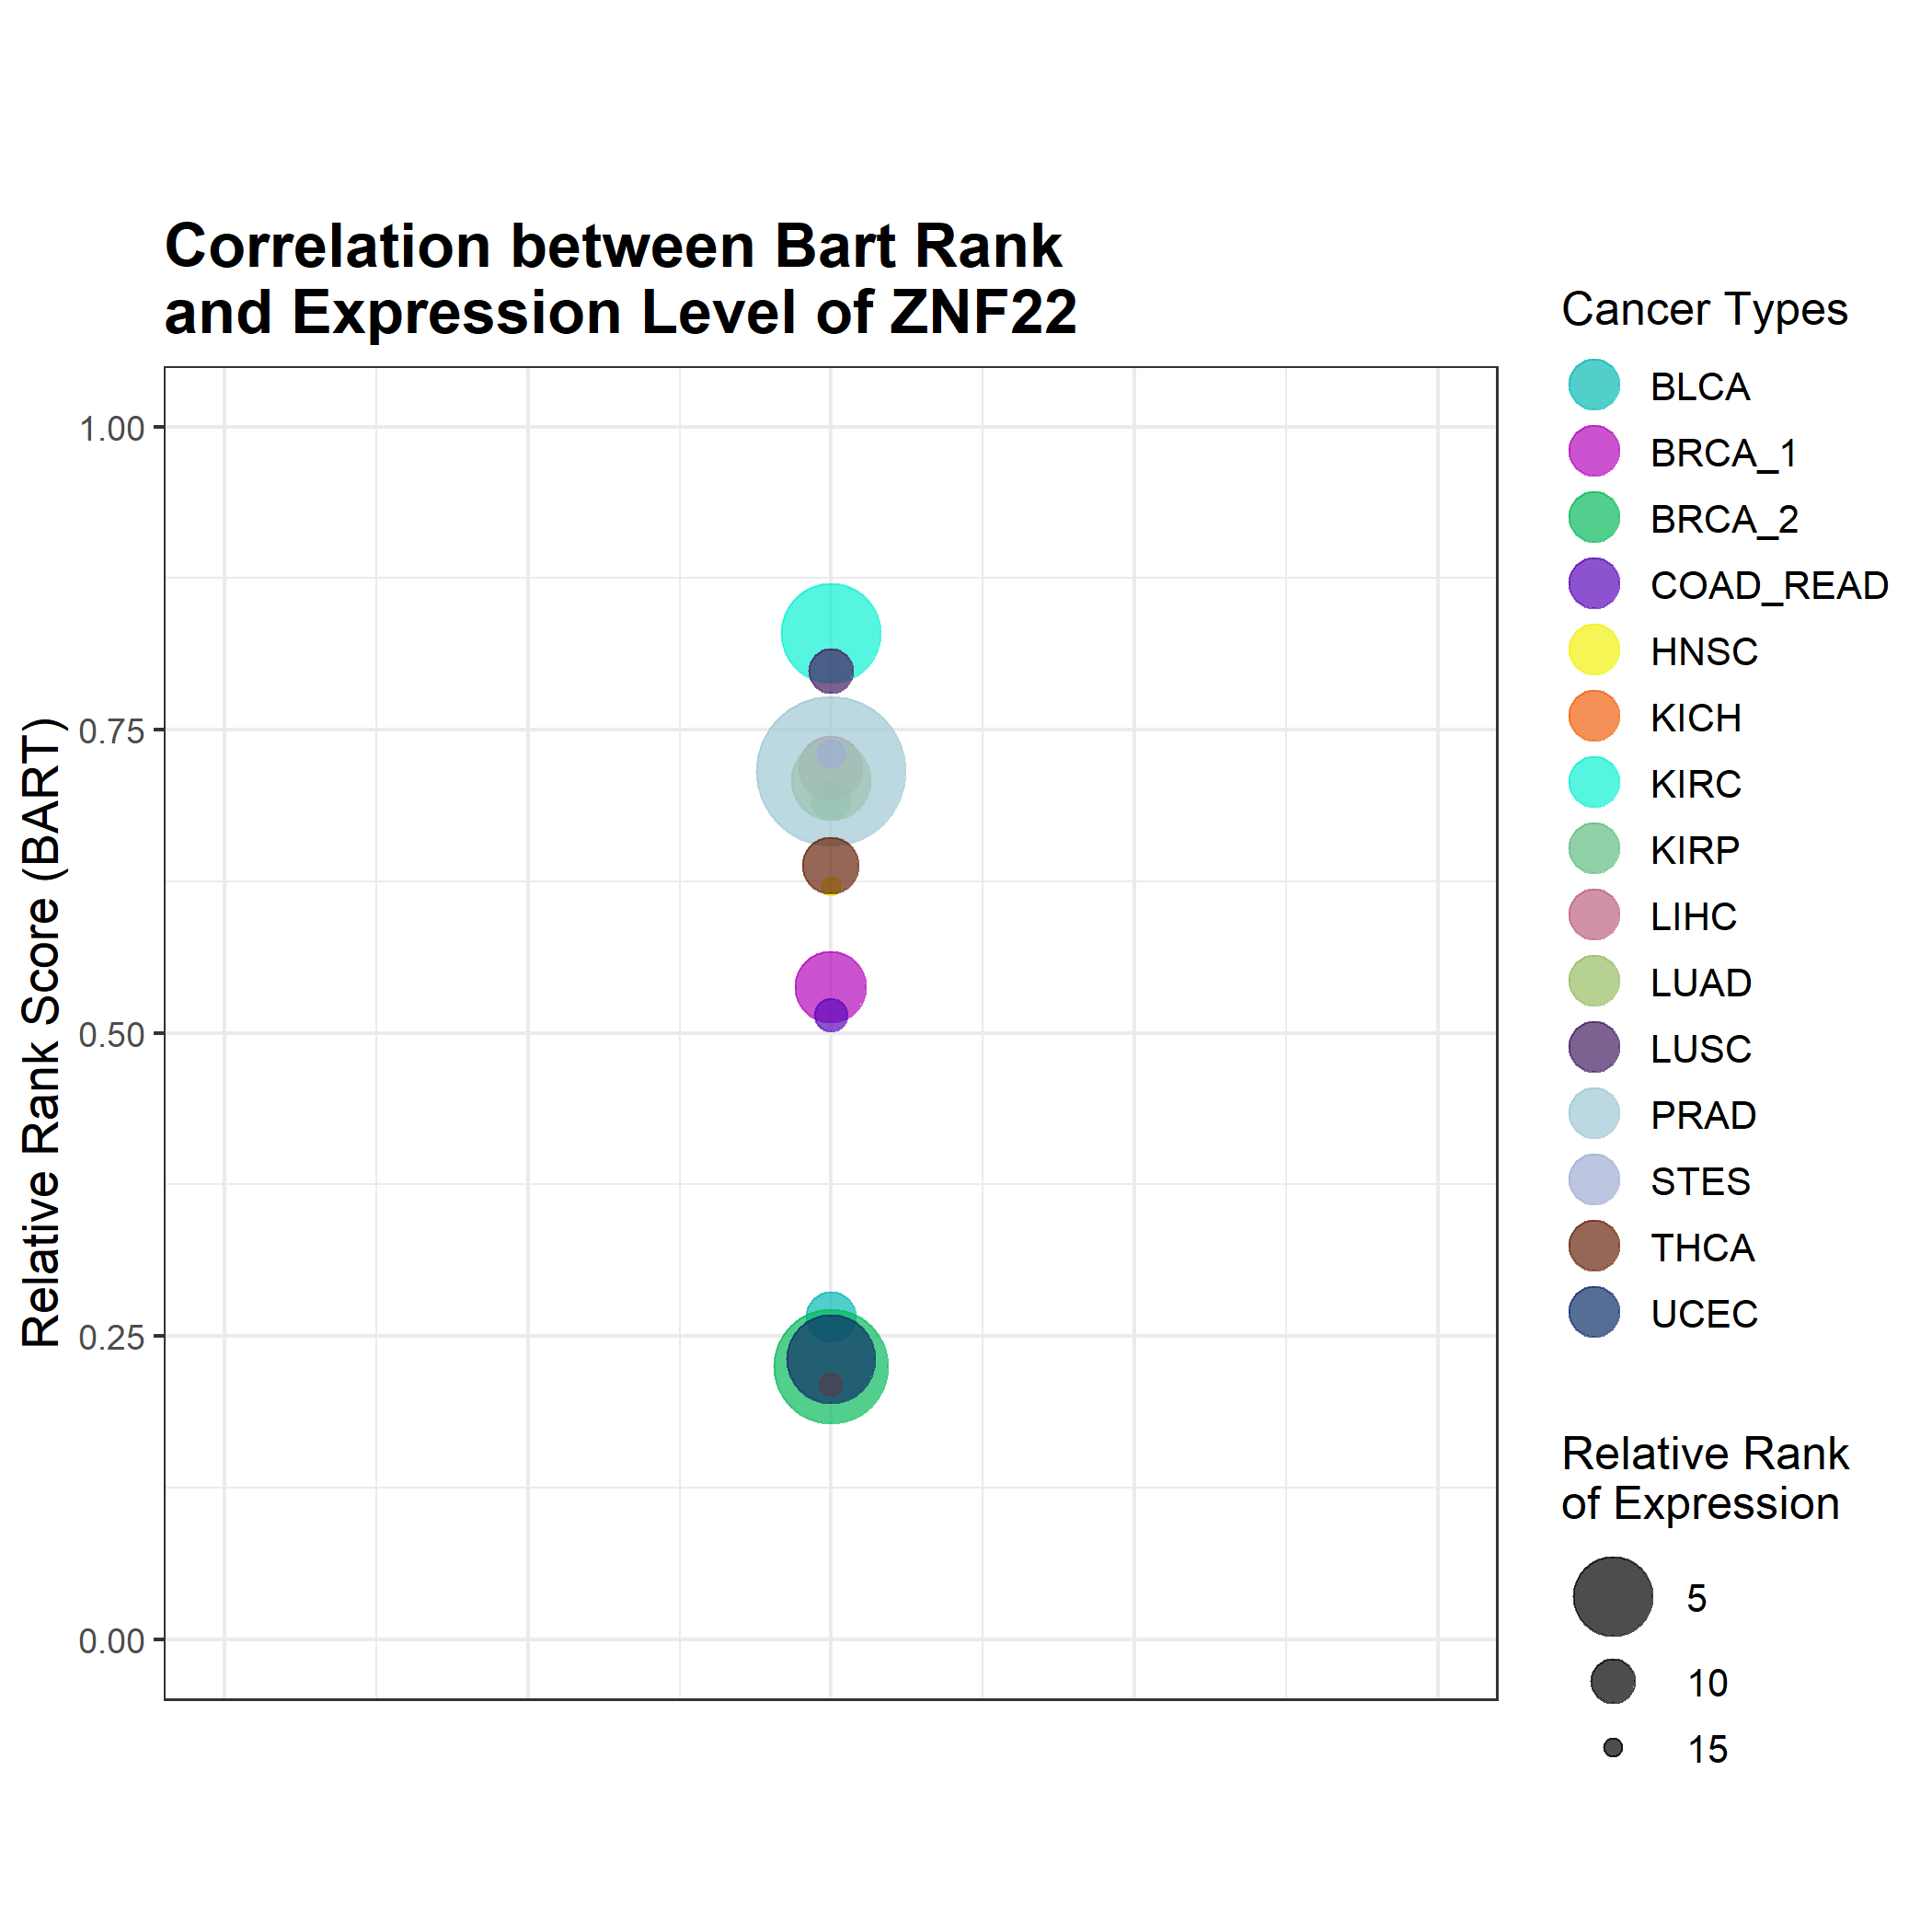 Correlation between Bart Rank
and Expression Level of ZNF22
Relative Rank Score (BART)
1.00
0.75
0.50
0.25
0.00
Cancer Types
BLCA
BRCA_1
BRCA_2
COAD_READ
HNSC
KICH
KIRC
KIRP
LIHC
LUAD
LUSC
PRAD
STES
THCA
UCEC
Relative Rank
of Expression
5
10
15